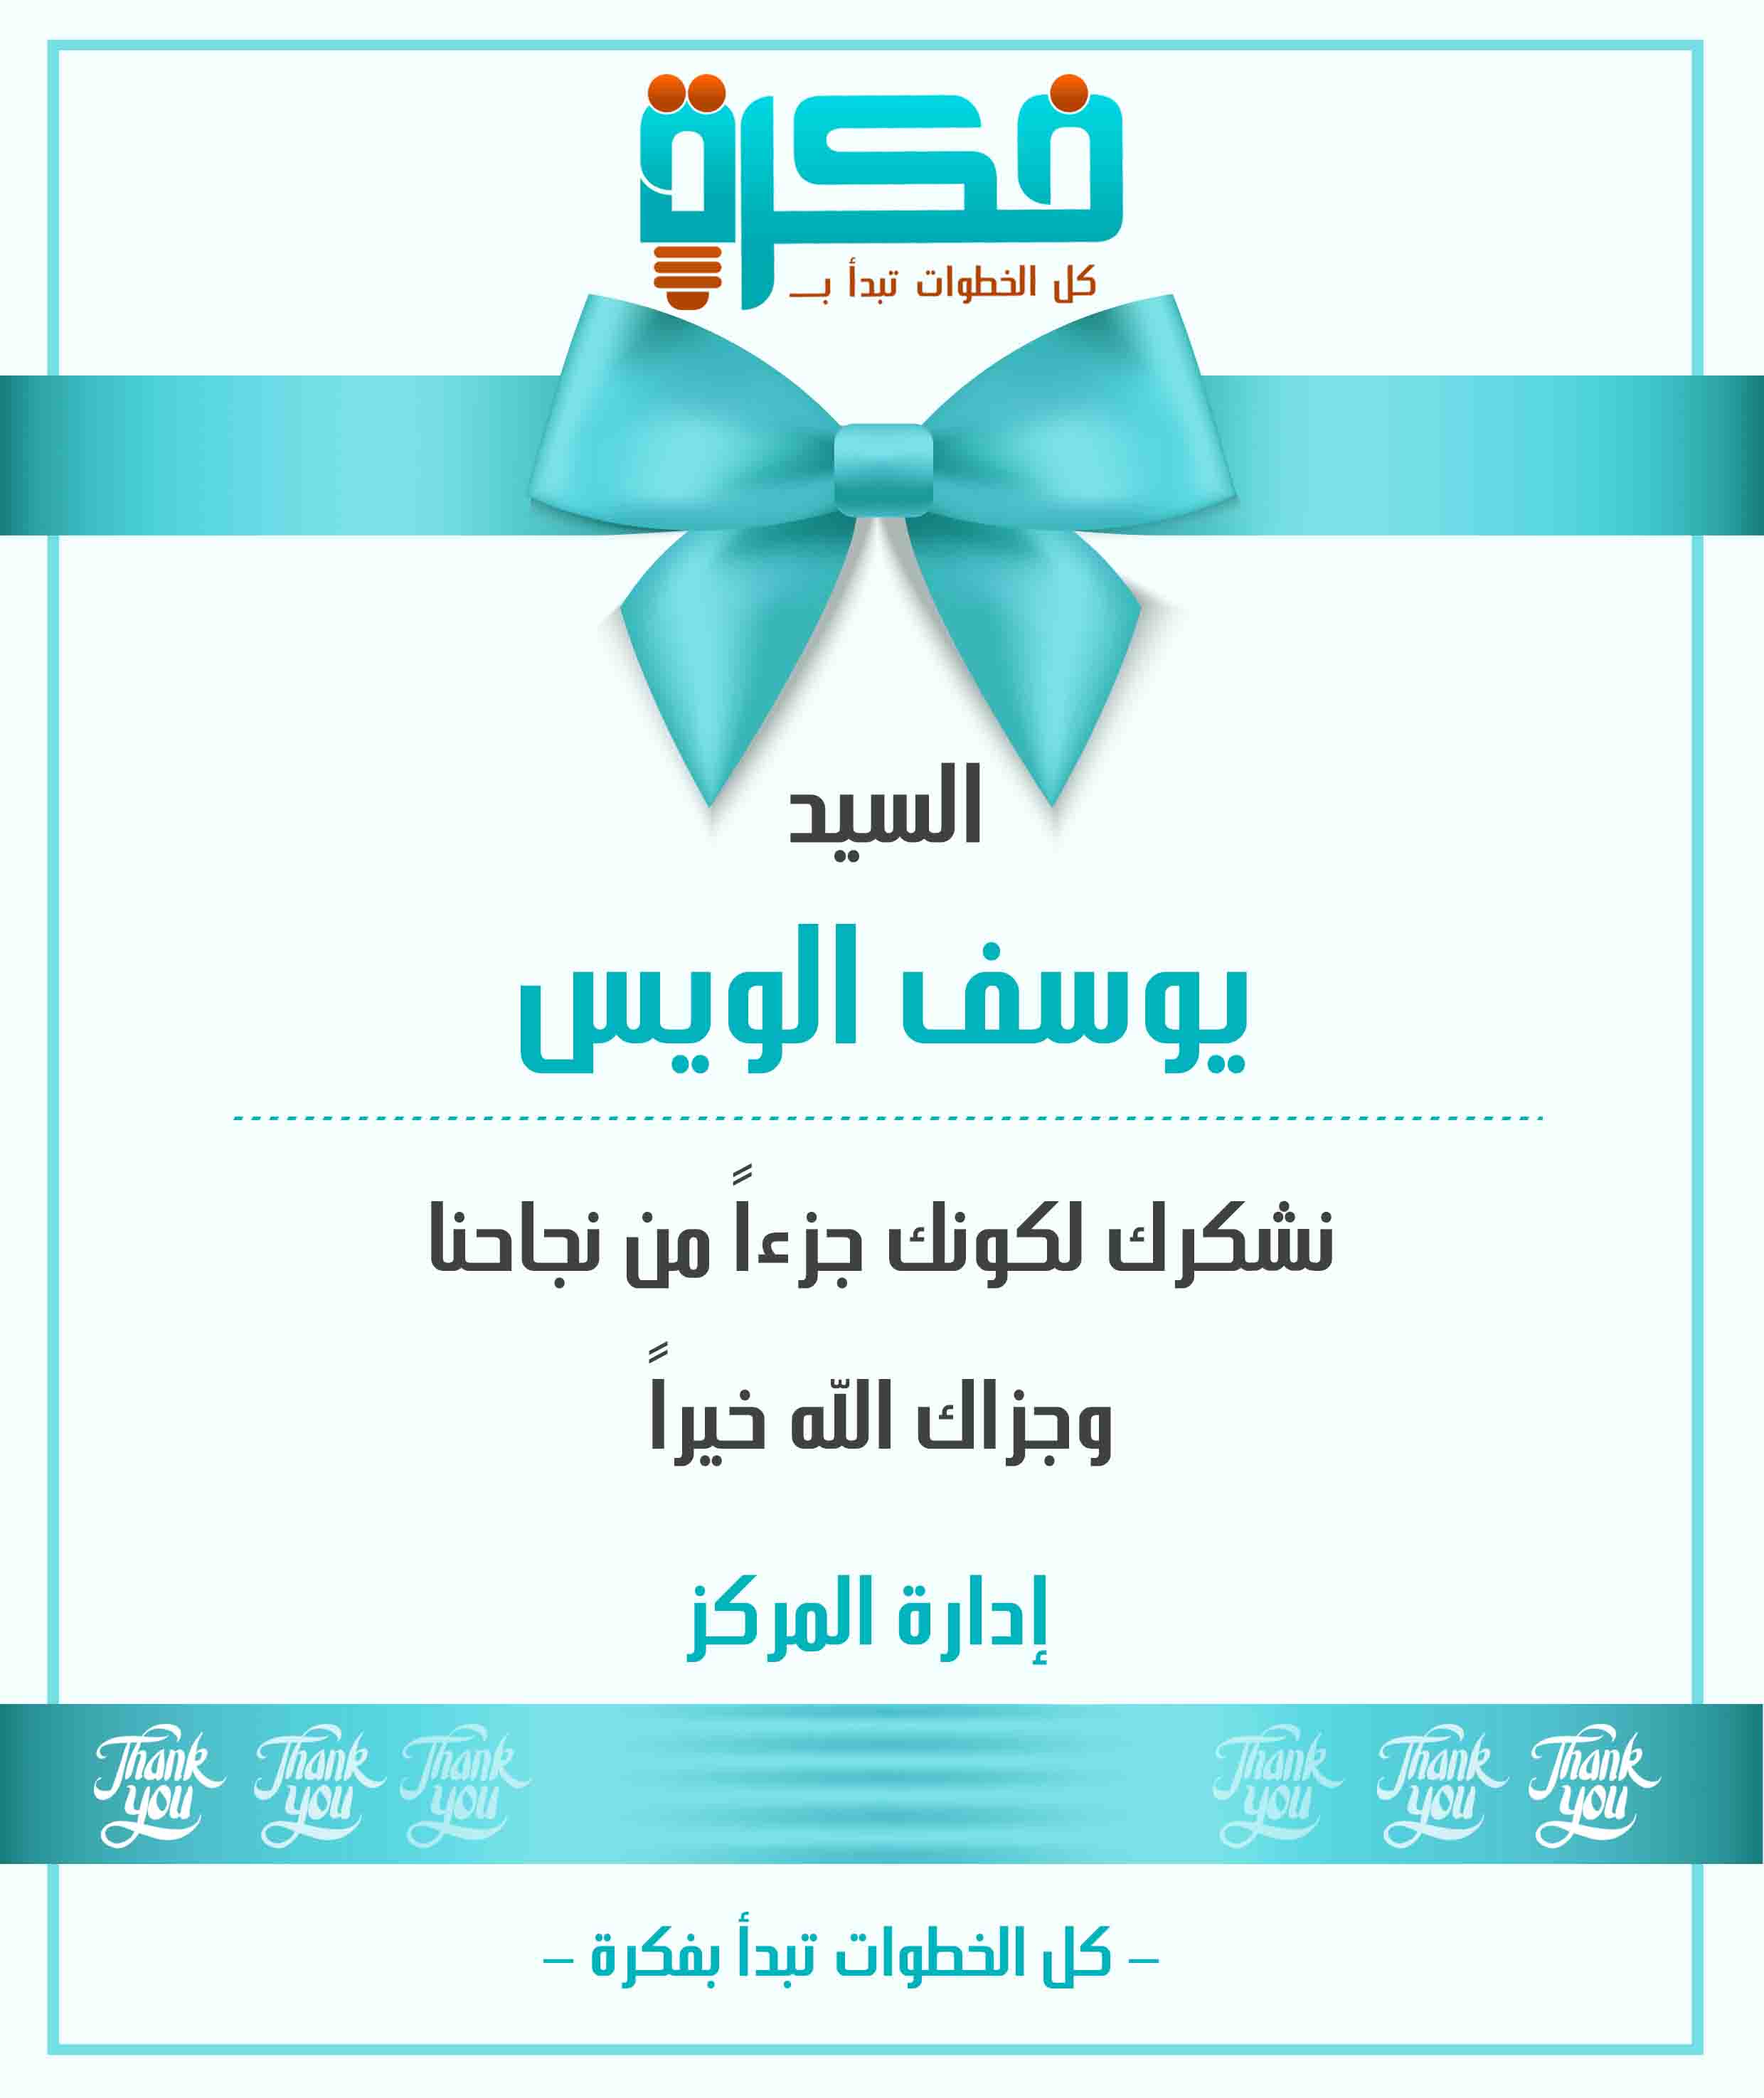 فكرة
كل الخطوات تبدأ بـ
السيد
يوسف الويس
نشكرك لكونك جزءاً من نجاحنا
وجزاك الله خيراً
إدارة المركز
Thank you Thank you Thank you Thank you Thank you Thank you
– كل الخطوات تبدأ بفكرة –